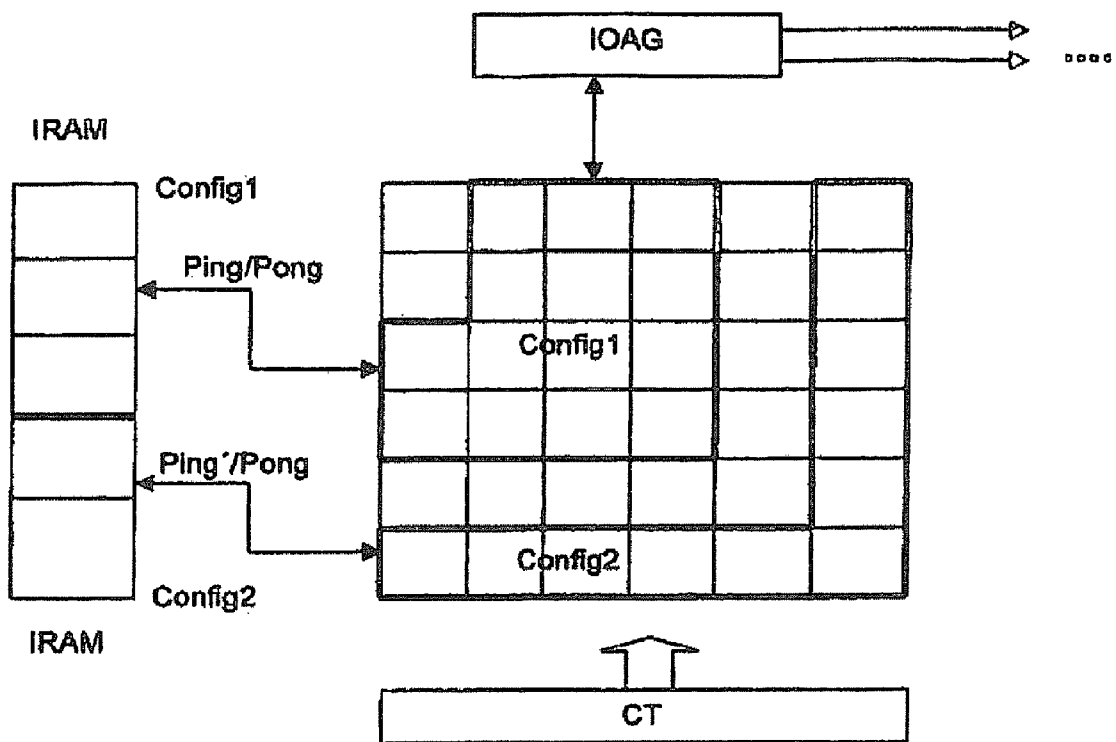 IOAG
....
IRAM
Config1
Ping/Pong
Config1
Ping´/Pong
Config2
Config2
IRAM
CT